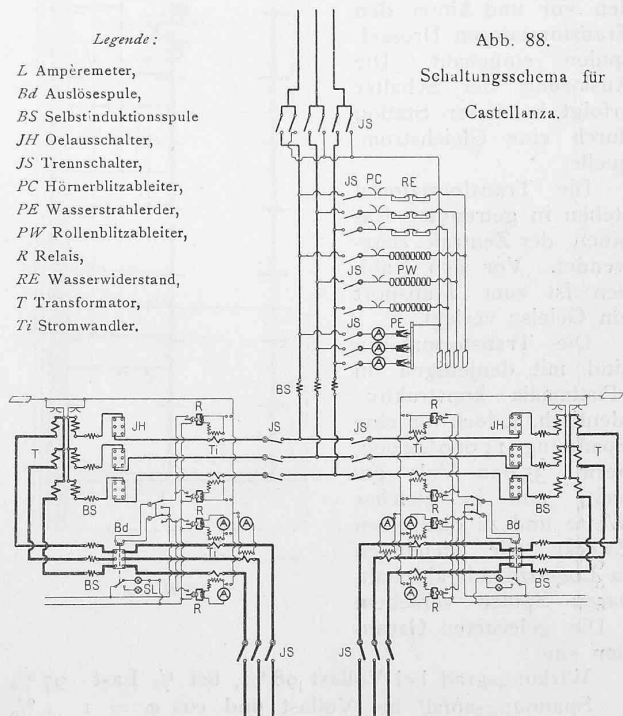 Legende:
L Ampèremeter,
Bd Auslösespule,
BS Selbstinduktionsspule
JH Oelausschalter,
JS Trennschalter,
PC Hörnerblitzableiter,
PE Wasserstrahlerder,
PW Rollenblitzableiter,
R Relais,
RE Wasserwiderstand,
T Transformator,
Ti Stromwandler.
Abb. 88.
Schaltungsschema für
Castellanza.
JS
JS PC RE
JS PW
JS PE
A
A
A
BS
R
JH
JS
JS
R
JH
T
Ti
Ti
T
BS
R
R
BS
Bd
A
A
Bd
A
Ti
A
A
Ti
A
BS
SL
R
R
BS
JS
JS